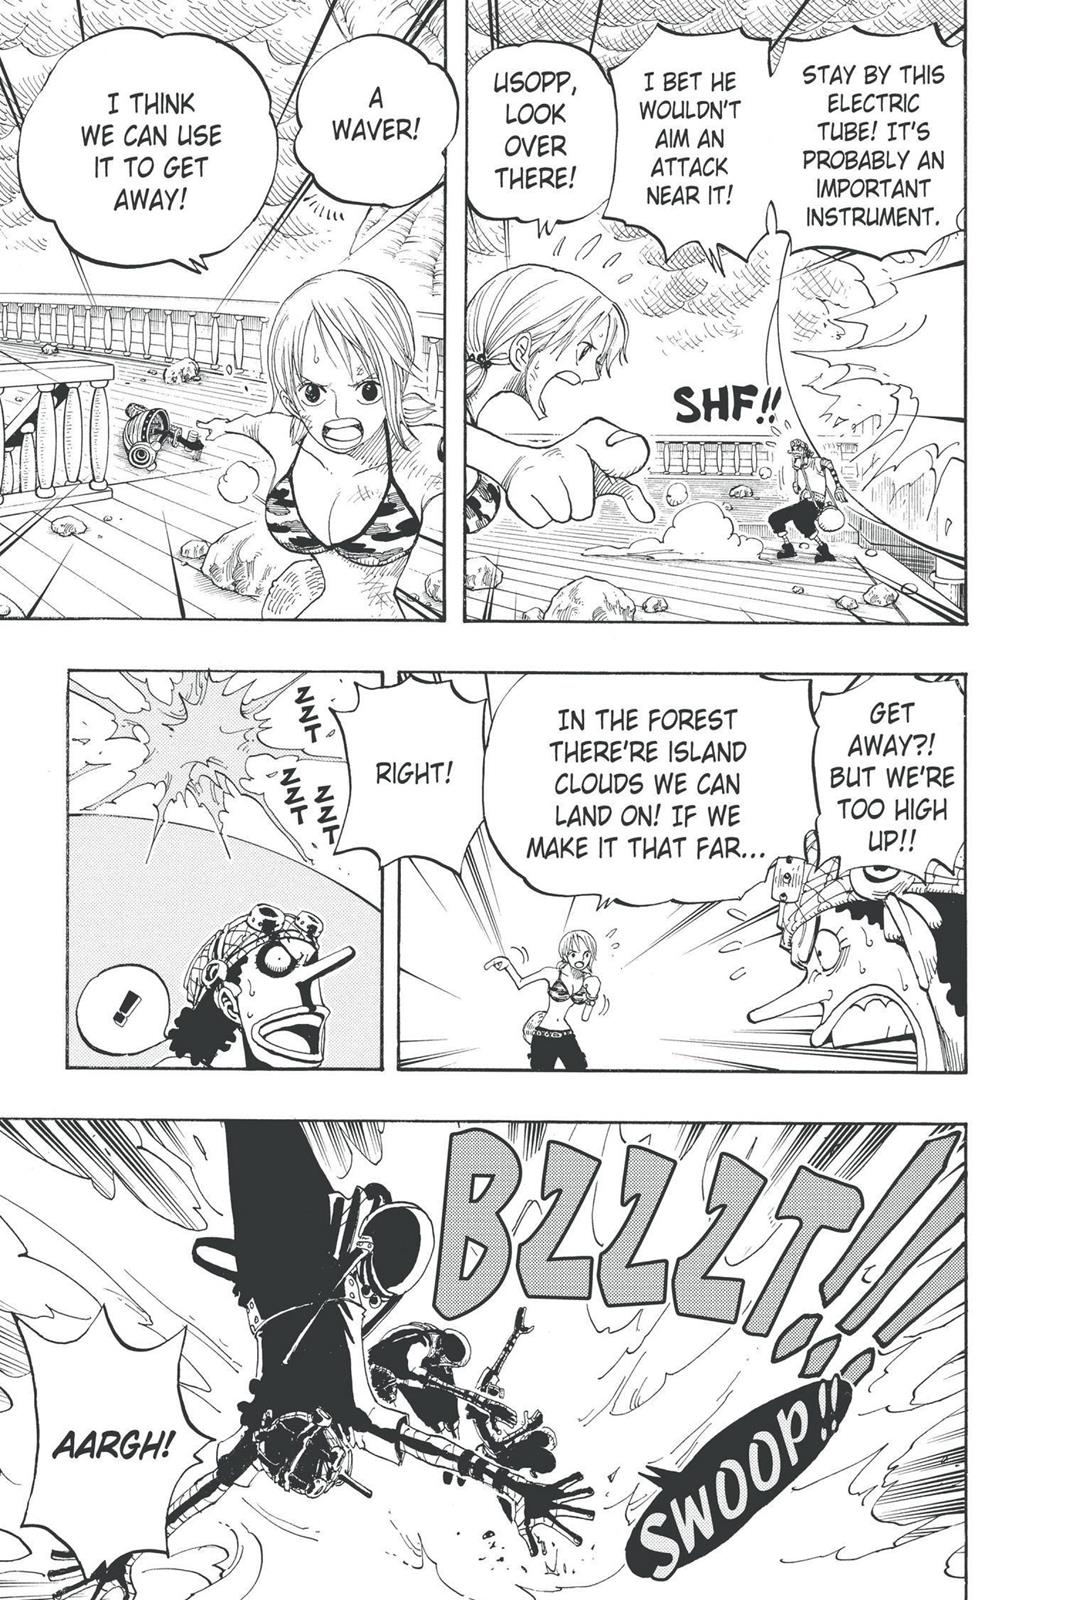 STAY BY THIS
ELECTRIC
TUBE! IT'S
PROBABLY AN
IMPORTANT
INSTRUMENT.
I BET HE
WOULDN'T
AIM AN
ATTACK
NEAR IT!
USOPP,
LOOK
OVER
THERE!
SHF!!
A
WAVER!
I THINK
WE CAN USE
IT TO GET
AWAY!
GET
AWAY?!
BUT WE'RE
TOO HIGH
UP!!
IN THE FOREST
THERE'RE ISLAND
CLOUDS WE CAN
LAND ON! IF WE
MAKE IT THAT FAR...
RIGHT!
ZZT
ZZT
ZZT
!
BZZZT!!!
SWOOP!!
AARGH!